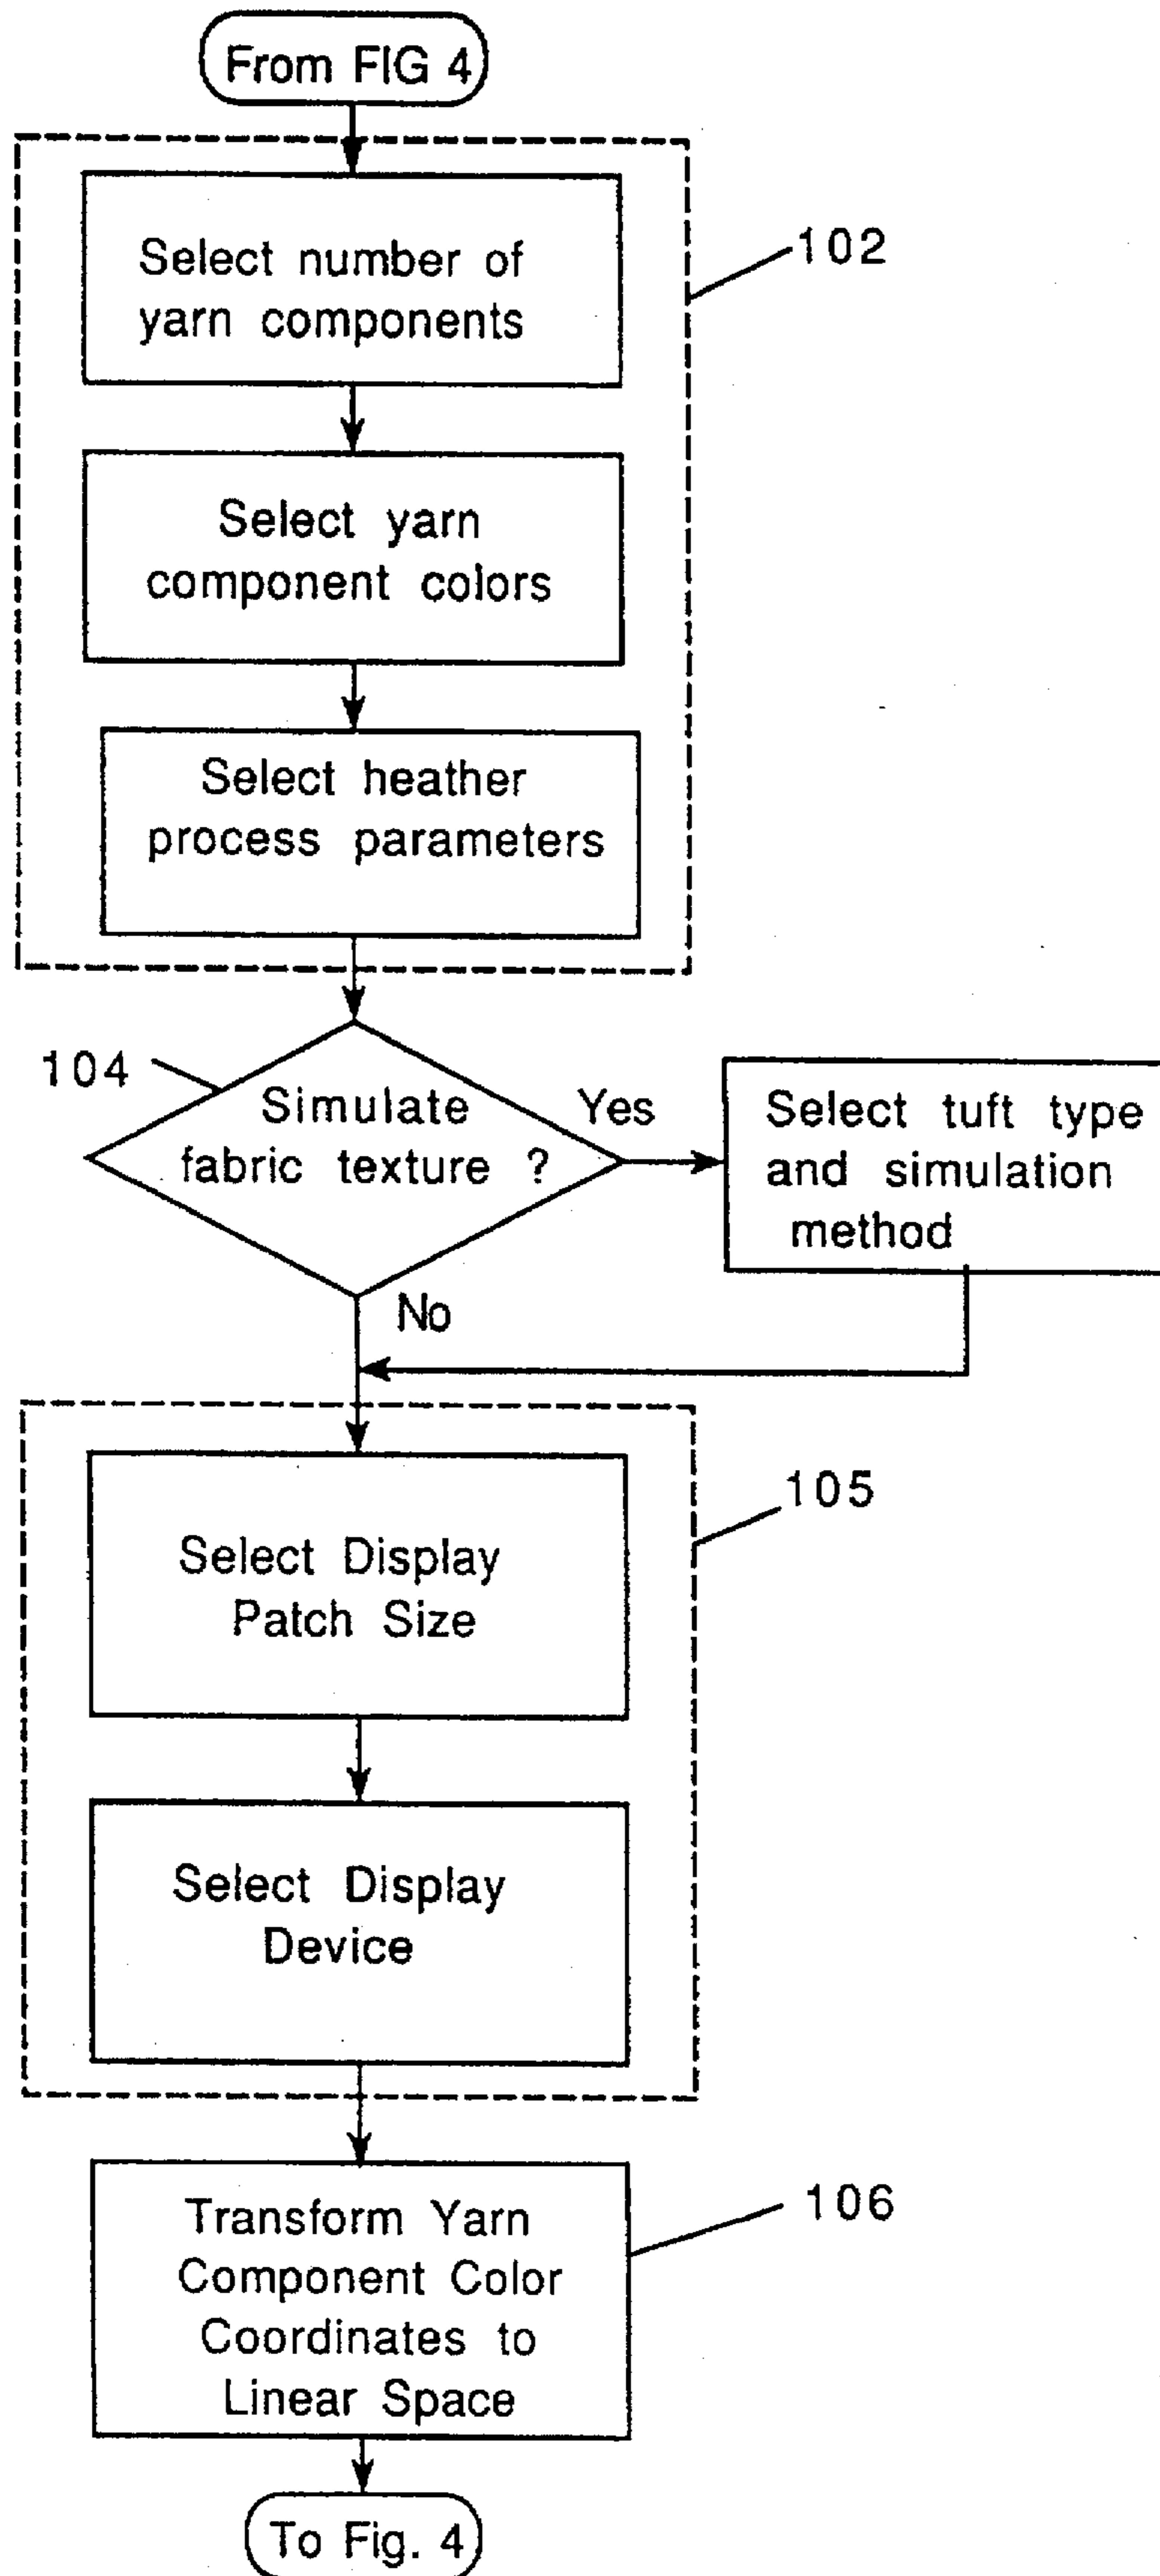 From FIG 4
Select number of
yarn components
102
Select yarn
component colors
Select heather
process parameters
104
Simulate
fabric texture ?
Yes
Select tuft type
and simulation
method
No
105
Select Display
Patch Size
Select Display
Device
106
Transform Yarn
Component Color
Coordinates to
Linear Space
To Fig. 4